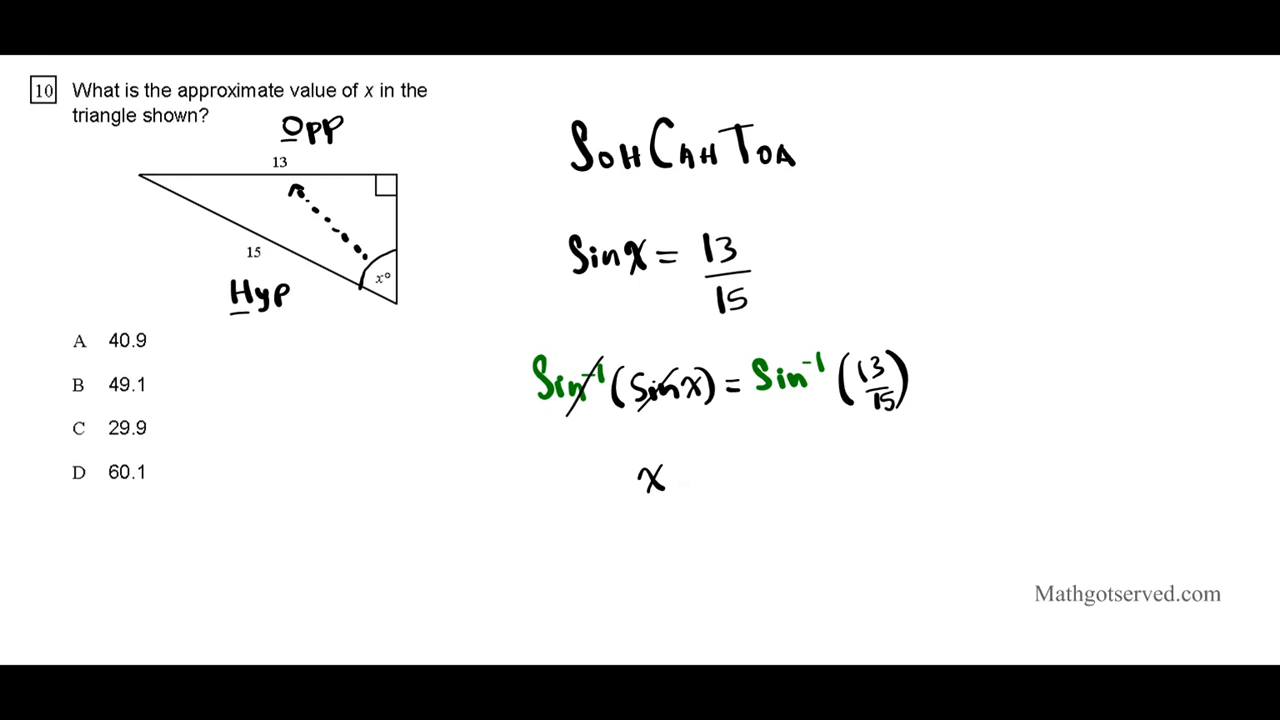 10 What is the approximate value of x in the
triangle shown?
Opp
13
15
x°
Hyp
A 40.9
B 49.1
C 29.9
D 60.1
SOHCAHTOA
Sin x = 13/15
Sin⁻¹ (Sin x) = Sin⁻¹ (13/15)
x
Mathgotserved.com